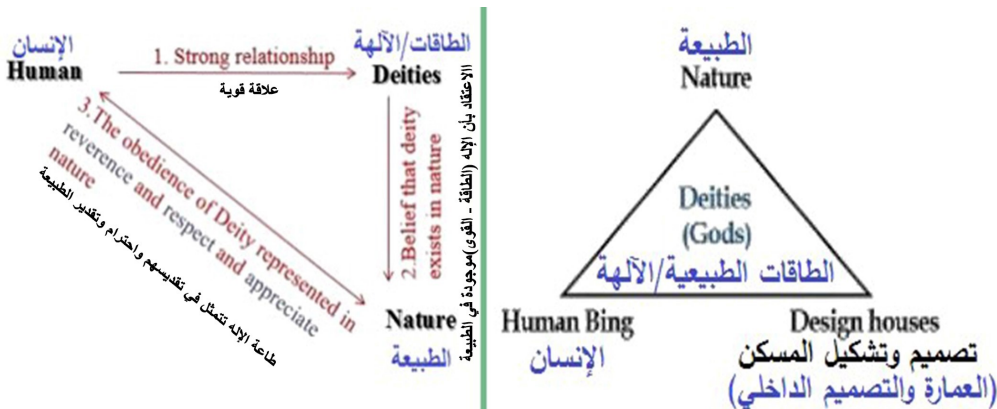 الإنسان
Human
1. Strong relationship
علاقة قوية
الطاقات/الآلهة
Deities
3. The obedience of Deity represented in
reverence and respect and appreciate
nature
طاعة الإله تتمثل في تقديسهم واحترام وتقدير الطبيعة
2.Belief that deity
exists in nature
الاعتقاد بأن الإله (الطاقة - القوى)موجودة في الطبيعة
Nature
الطبيعة
الطبيعة
Nature
Deities
(Gods)
الطاقات الطبيعية/الآلهة
Human Bing
الإنسان
Design houses
تصميم وتشكيل المسكن
(العمارة والتصميم الداخلي)